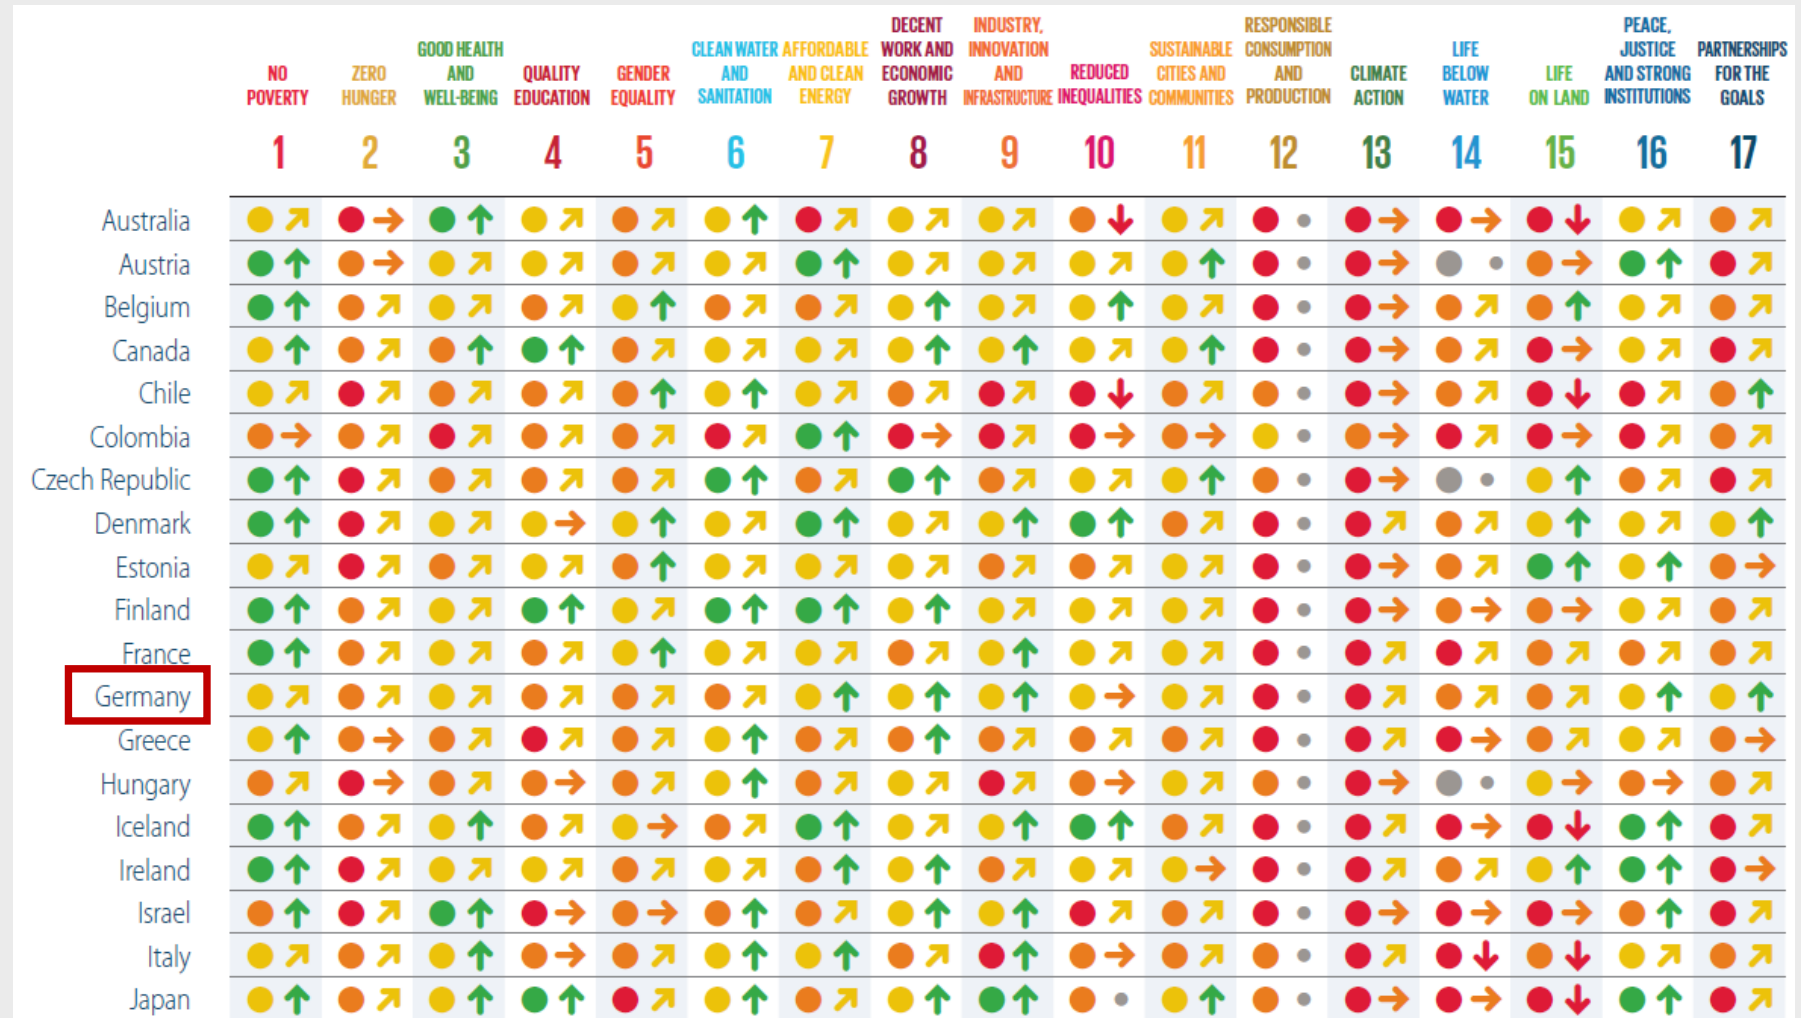 NO
POVERTY
ZERO
HUNGER
GOOD HEALTH
AND
WELL-BEING
QUALITY
EDUCATION
GENDER
EQUALITY
CLEAN WATER
AND
SANITATION
AFFORDABLE
AND CLEAN
ENERGY
DECENT
WORK AND
ECONOMIC
GROWTH
INDUSTRY,
INNOVATION
AND
INFRASTRUCTURE
REDUCED
INEQUALITIES
SUSTAINABLE
CITIES AND
COMMUNITIES
RESPONSIBLE
CONSUMPTION
AND
PRODUCTION
CLIMATE
ACTION
LIFE
BELOW
WATER
LIFE
ON LAND
PEACE,
JUSTICE
AND STRONG
INSTITUTIONS
PARTNERSHIPS
FOR THE
GOALS
1 2 3 4 5 6 7 8 9 10 11 12 13 14 15 16 17
Australia
Austria
Belgium
Canada
Chile
Colombia
Czech Republic
Denmark
Estonia
Finland
France
Germany
Greece
Hungary
Iceland
Ireland
Israel
Italy
Japan